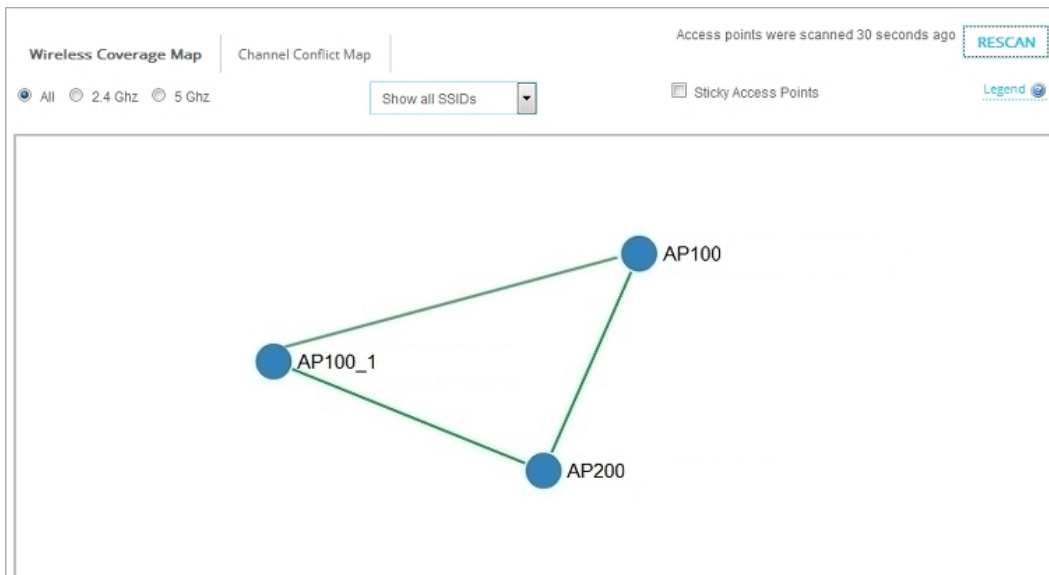 Access points were scanned 30 seconds ago
RESCAN
Wireless Coverage Map
Channel Conflict Map
All
2.4 Ghz
5 Ghz
Show all SSIDs
Sticky Access Points
Legend
AP100
AP100_1
AP200